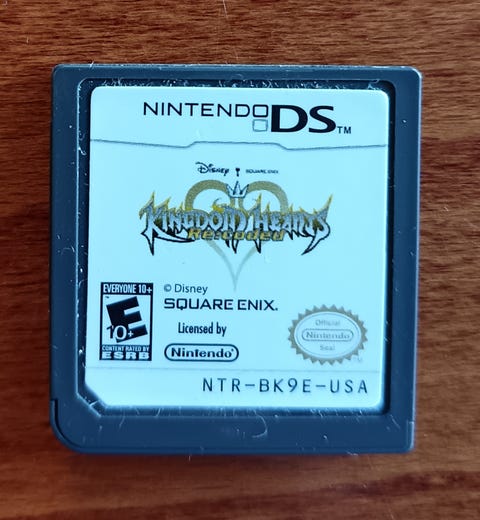 NINTENDO DS™
Disney SQUARE ENIX
KINGDOM HEARTS
Re:coded
EVERYONE 10+
E
10+
CONTENT RATED BY
ESRB
© Disney
SQUARE ENIX.
Licensed by
Nintendo®
Official
Nintendo
Seal
NTR-BK9E-USA